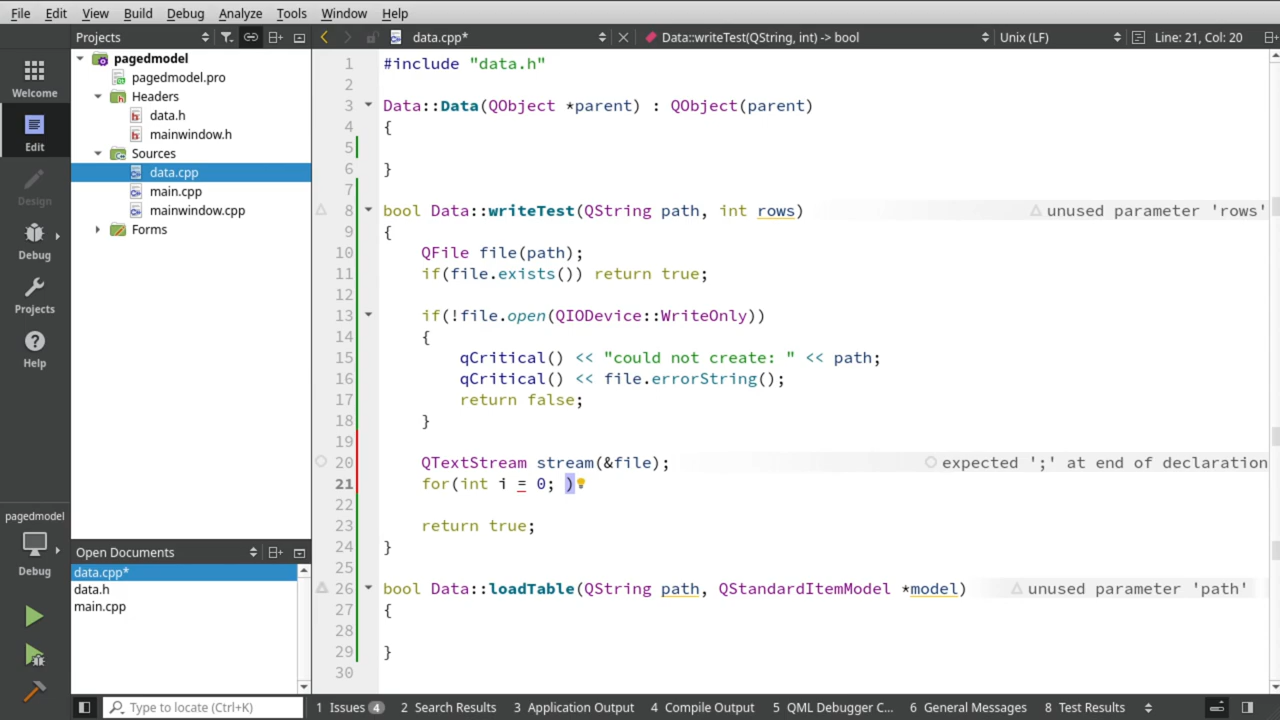 File Edit View Build Debug Analyze Tools Window Help
Projects data.cpp* Data::writeTest(QString, int) -> bool Unix (LF) Line: 21, Col: 20
Welcome
Edit
Design
Debug
Projects
Help
pagedmodel
Debug
pagedmodel
pagedmodel.pro
Headers
data.h
mainwindow.h
Sources
data.cpp
main.cpp
mainwindow.cpp
Forms
Open Documents
data.cpp*
data.h
main.cpp
1 #include "data.h"
2
3 Data::Data(QObject *parent) : QObject(parent)
4 {
5
6 }
7
8 bool Data::writeTest(QString path, int rows) unused parameter 'rows'
9 {
10 QFile file(path);
11 if(file.exists()) return true;
12
13 if(!file.open(QIODevice::WriteOnly))
14 {
15 qCritical() << "could not create: " << path;
16 qCritical() << file.errorString();
17 return false;
18 }
19
20 QTextStream stream(&file); expected ';' at end of declaration
21 for(int i = 0; )
22
23 return true;
24 }
25
26 bool Data::loadTable(QString path, QStandardItemModel *model) unused parameter 'path'
27 {
28
29 }
30
Type to locate (Ctrl+K) 1 Issues 4 2 Search Results 3 Application Output 4 Compile Output 5 QML Debugger C... 6 General Messages 8 Test Results